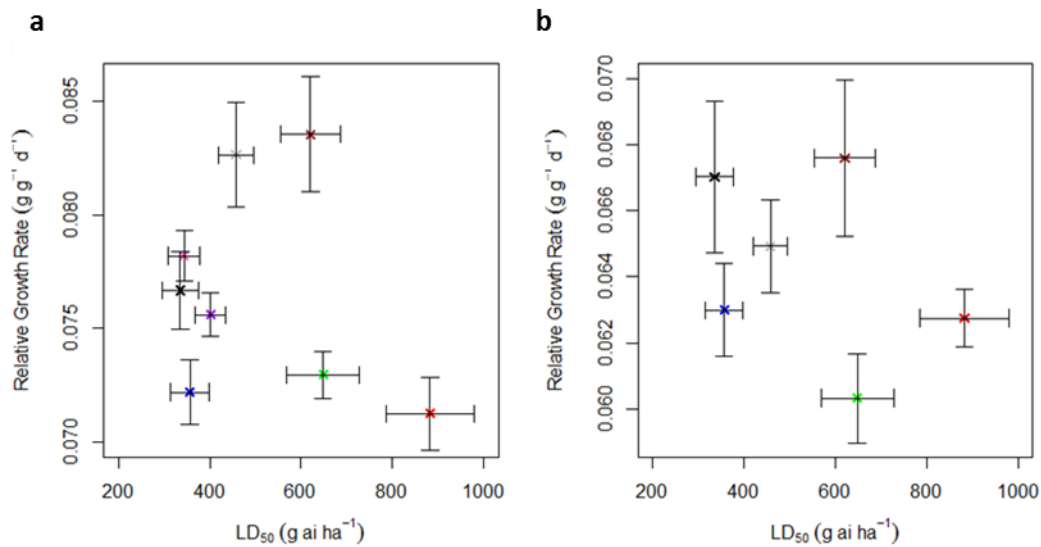 a
b
Relative Growth Rate (g g⁻¹ d⁻¹)
0.085
0.080
0.075
0.070
200 400 600 800 1000
LD₅₀ (g ai ha⁻¹)
Relative Growth Rate (g g⁻¹ d⁻¹)
0.070
0.068
0.066
0.064
0.062
0.060
200 400 600 800 1000
LD₅₀ (g ai ha⁻¹)